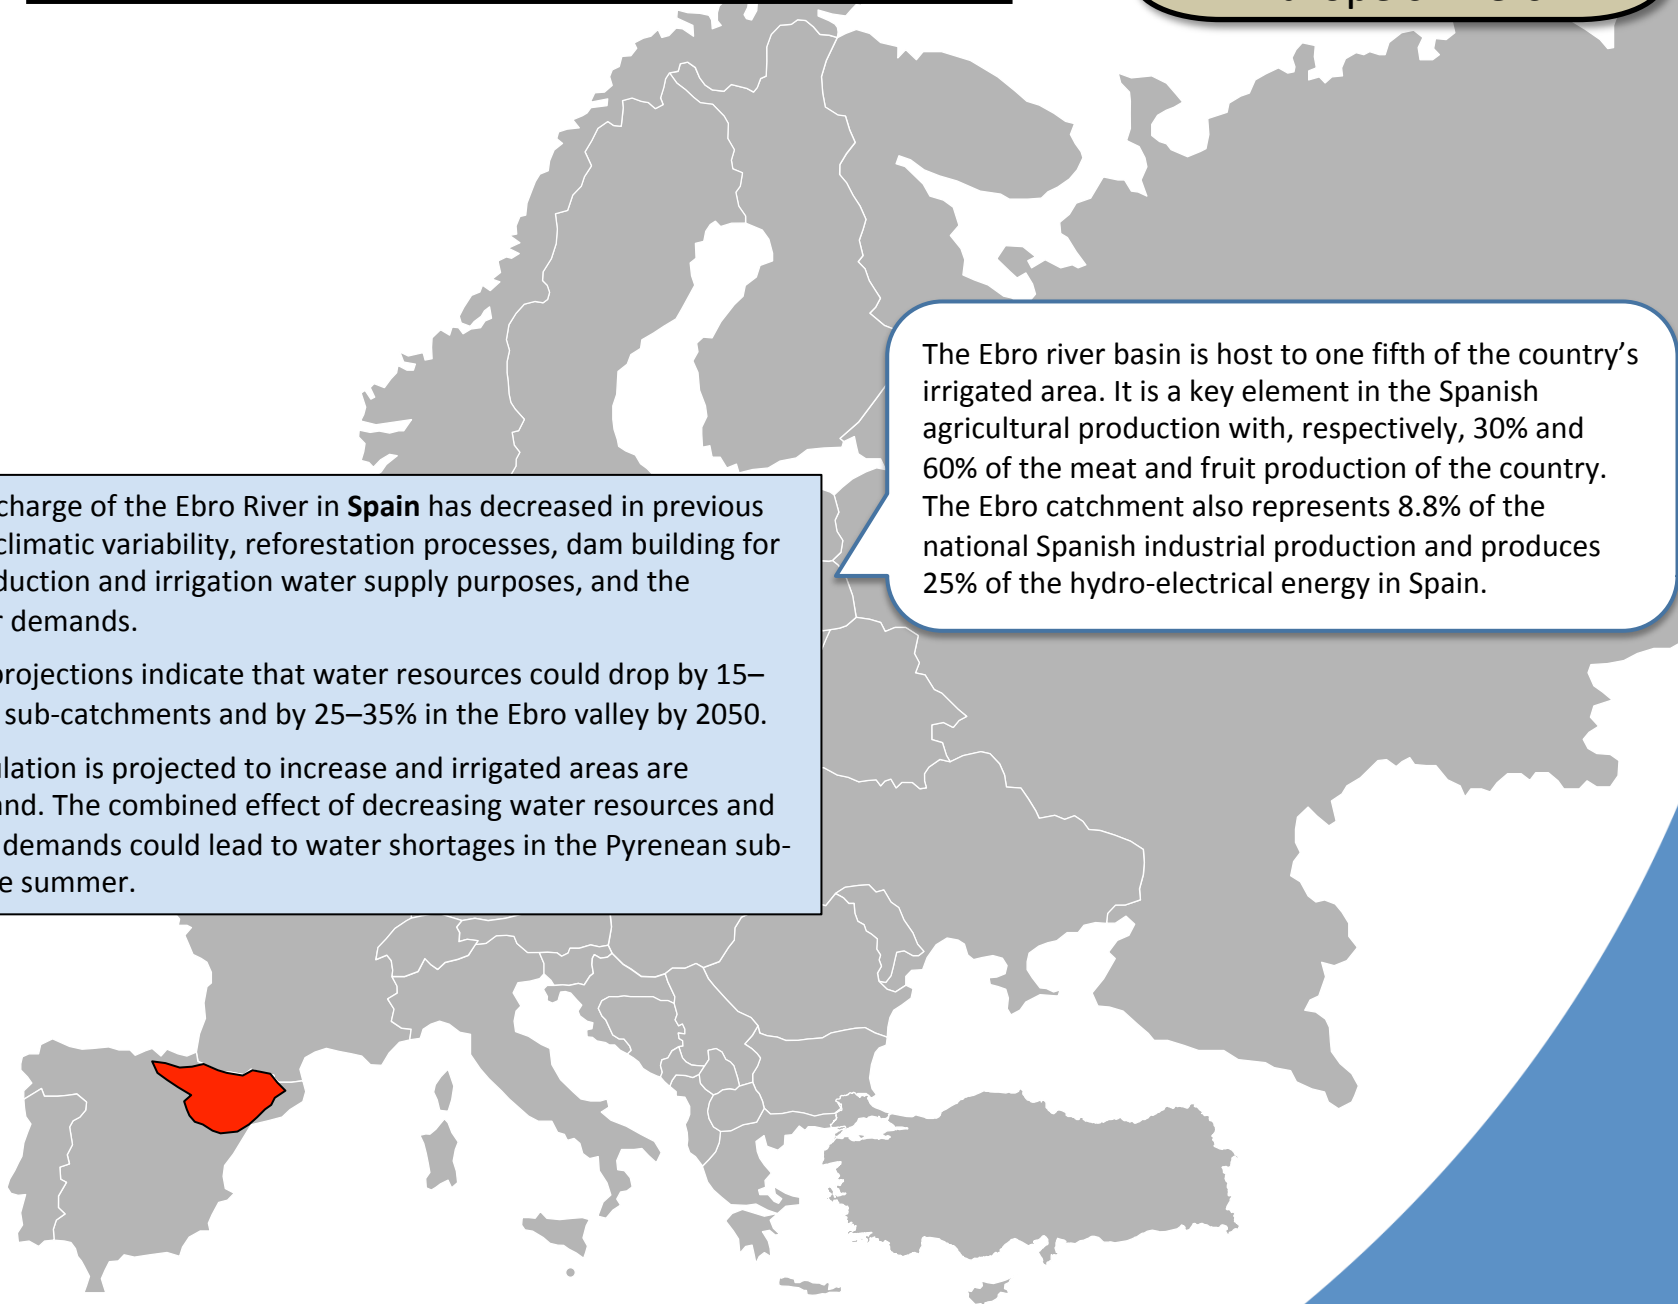 charge of the Ebro River in Spain has decreased in previous
climatic variability, reforestation processes, dam building for
duction and irrigation water supply purposes, and the
demands.
projections indicate that water resources could drop by 15–
sub-catchments and by 25–35% in the Ebro valley by 2050.
lation is projected to increase and irrigated areas are
and. The combined effect of decreasing water resources and
demands could lead to water shortages in the Pyrenean sub-
e summer.
The Ebro river basin is host to one fifth of the country’s
irrigated area. It is a key element in the Spanish
agricultural production with, respectively, 30% and
60% of the meat and fruit production of the country.
The Ebro catchment also represents 8.8% of the
national Spanish industrial production and produces
25% of the hydro-electrical energy in Spain.